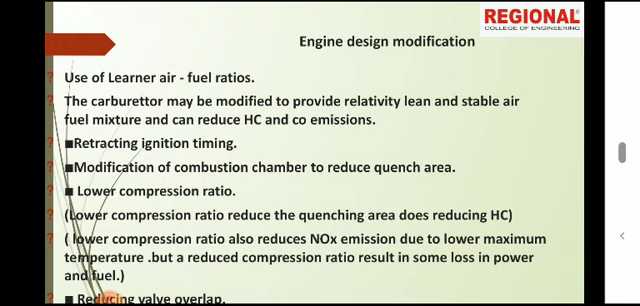 REGIONAL
COLLEGE OF ENGINEERING
Engine design modification
? Use of Learner air - fuel ratios.
? The carburettor may be modified to provide relativity lean and stable air
fuel mixture and can reduce HC and co emissions.
? ■Retracting ignition timing.
? ■Modification of combustion chamber to reduce quench area.
? ■ Lower compression ratio.
? (Lower compression ratio reduce the quenching area does reducing HC)
? ( lower compression ratio also reduces NOx emission due to lower maximum
temperature .but a reduced compression ratio result in some loss in power
and fuel.)
? ■ Reducing valve overlap.